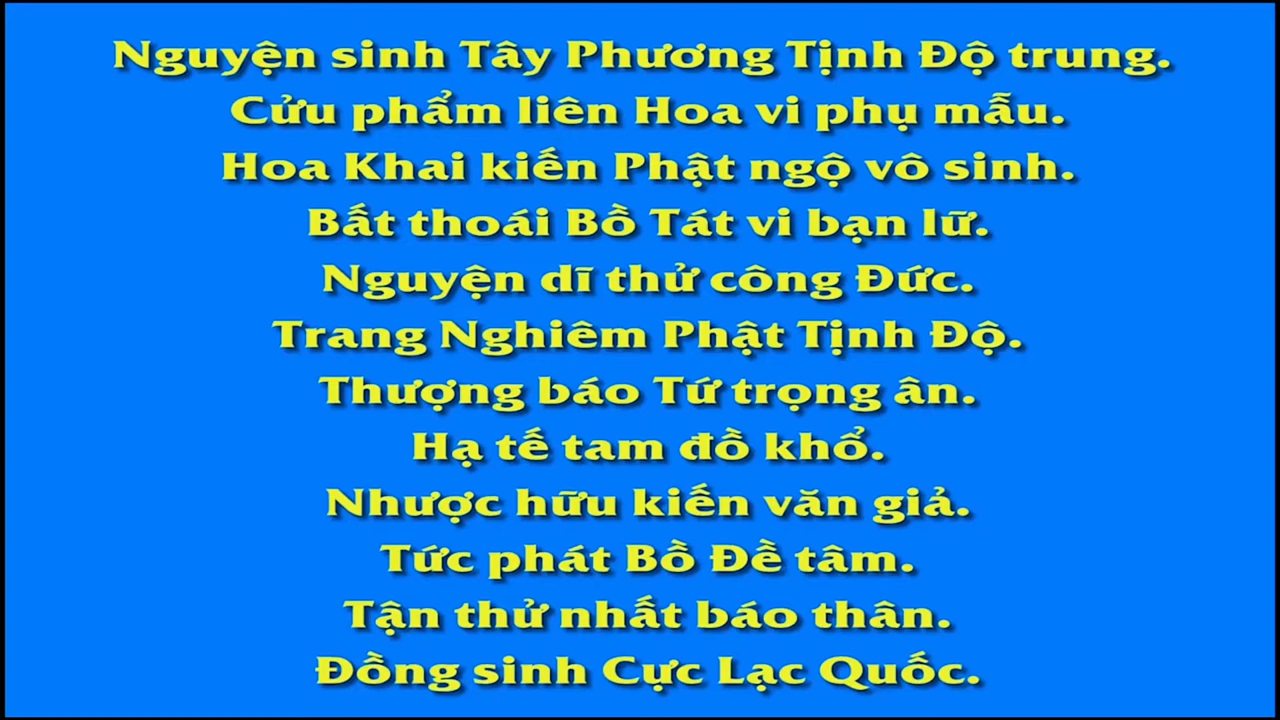 Nguyện sinh Tây Phương Tịnh Độ trung.
Cửu phẩm liên Hoa vi phụ mẫu.
Hoa Khai kiến Phật ngộ vô sinh.
Bất thoái Bồ Tát vi bạn lữ.
Nguyện dĩ thử công Đức.
Trang Nghiêm Phật Tịnh Độ.
Thượng báo Tứ trọng ân.
Hạ tế tam đồ khổ.
Nhược hữu kiến văn giả.
Tức phát Bồ Đề tâm.
Tận thử nhất báo thân.
Đồng sinh Cực Lạc Quốc.